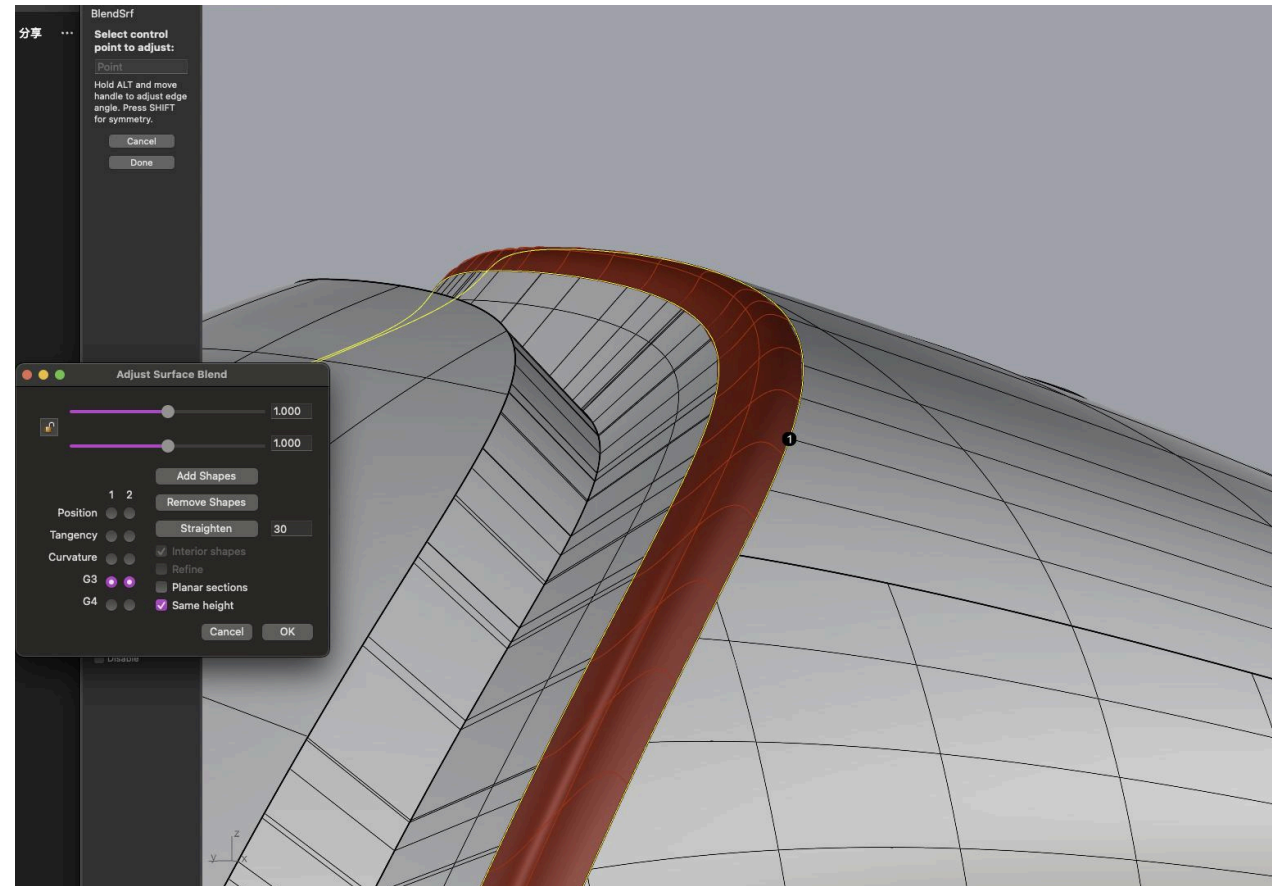 BlendSrf
分享 ...
Select control
point to adjust:
Point
Hold ALT and move
handle to adjust edge
angle. Press SHIFT
for symmetry.
Cancel
Done
Adjust Surface Blend
1.000
1.000
Add Shapes
1 2
Remove Shapes
Position
Straighten 30
Tangency
Interior shapes
Curvature
Refine
G3
Planar sections
G4
Same height
Cancel OK
Disable
1
z
y x